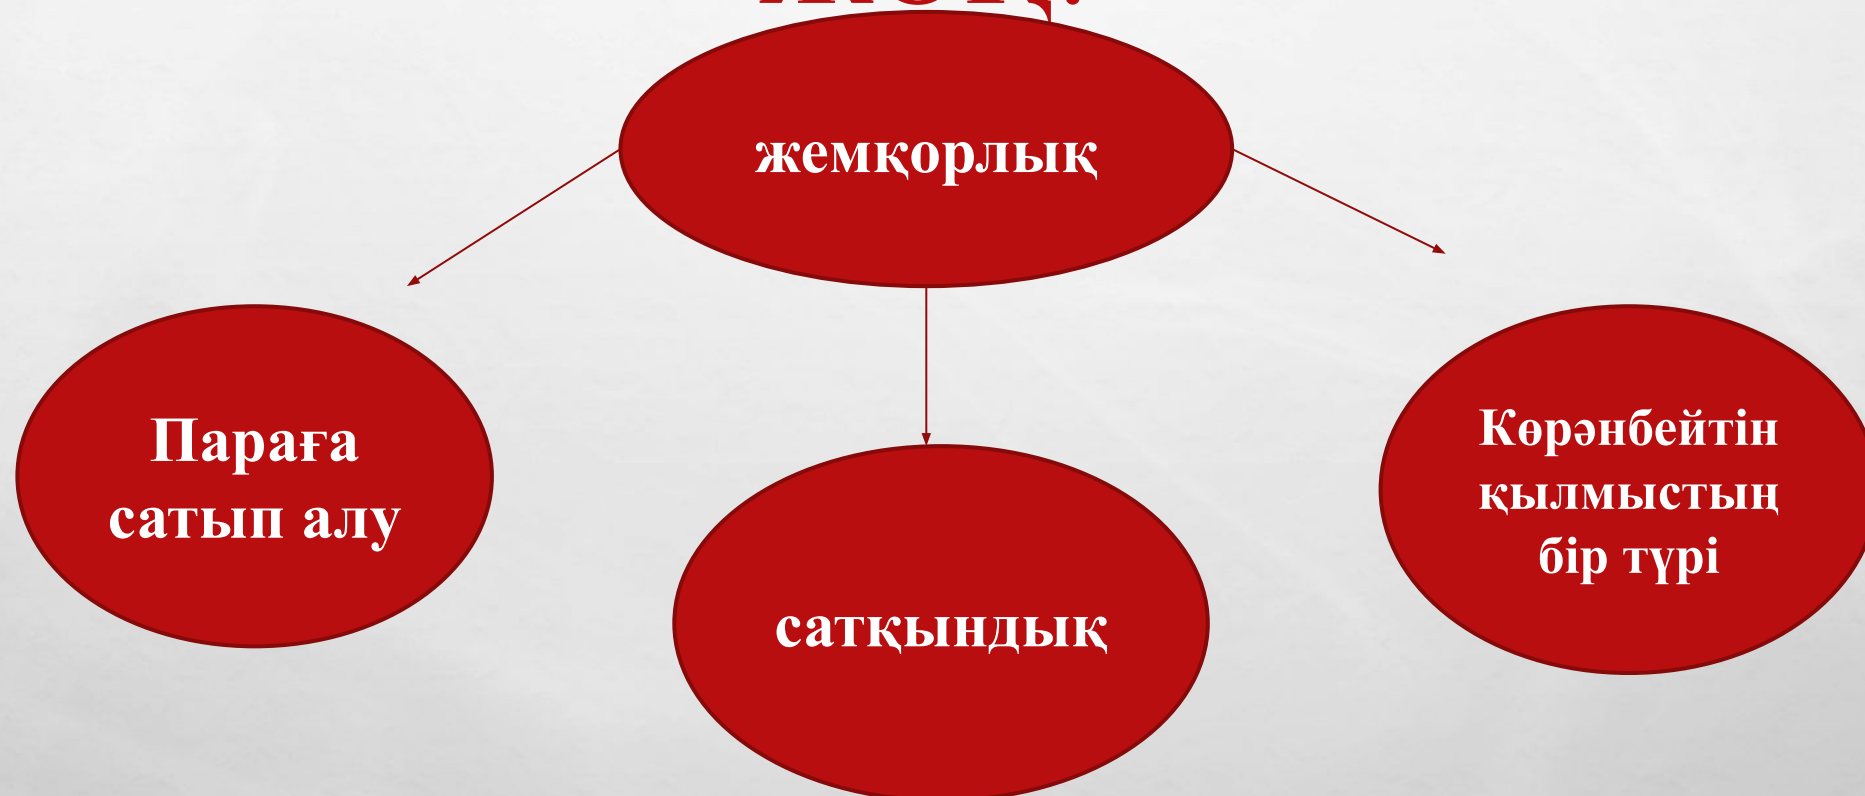 жемқорлық
Параға
сатып алу
сатқындық
Көрәнбейтін
қылмыстың
бір түрі